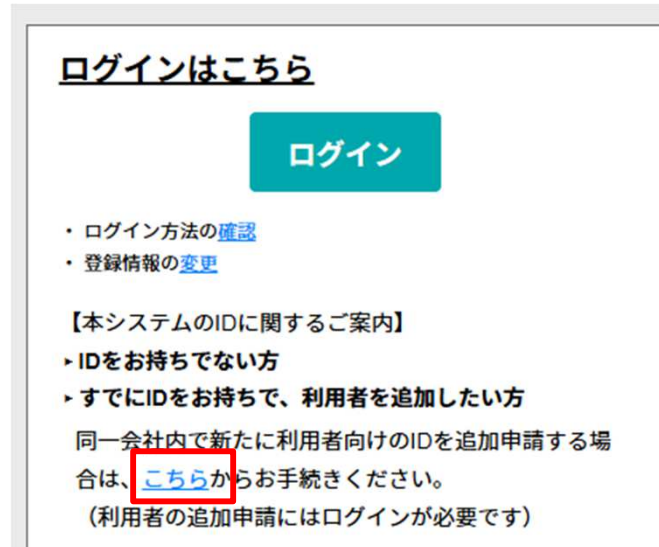 ログインはこちら
ログイン
・ ログイン方法の確認
・ 登録情報の変更
【本システムのIDに関するご案内】
▸ IDをお持ちでない方
▸ すでにIDをお持ちで、利用者を追加したい方
同一会社内で新たに利用者向けのIDを追加申請する場
合は、こちらからお手続きください。
（利用者の追加申請にはログインが必要です）